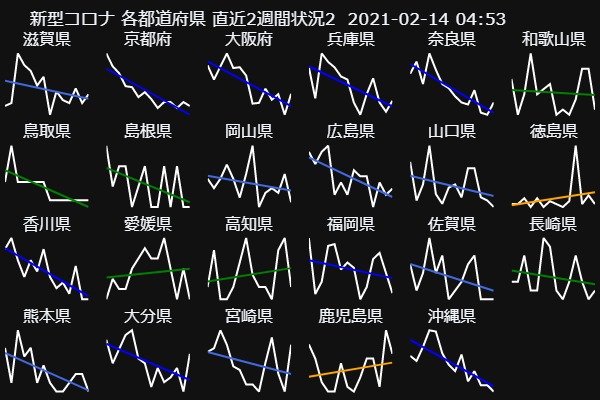 新型コロナ 各都道府県 直近2週間状況2 2021-02-14 04:53
滋賀県 京都府 大阪府 兵庫県 奈良県 和歌山県
鳥取県 島根県 岡山県 広島県 山口県 徳島県
香川県 愛媛県 高知県 福岡県 佐賀県 長崎県
熊本県 大分県 宮崎県 鹿児島県 沖縄県